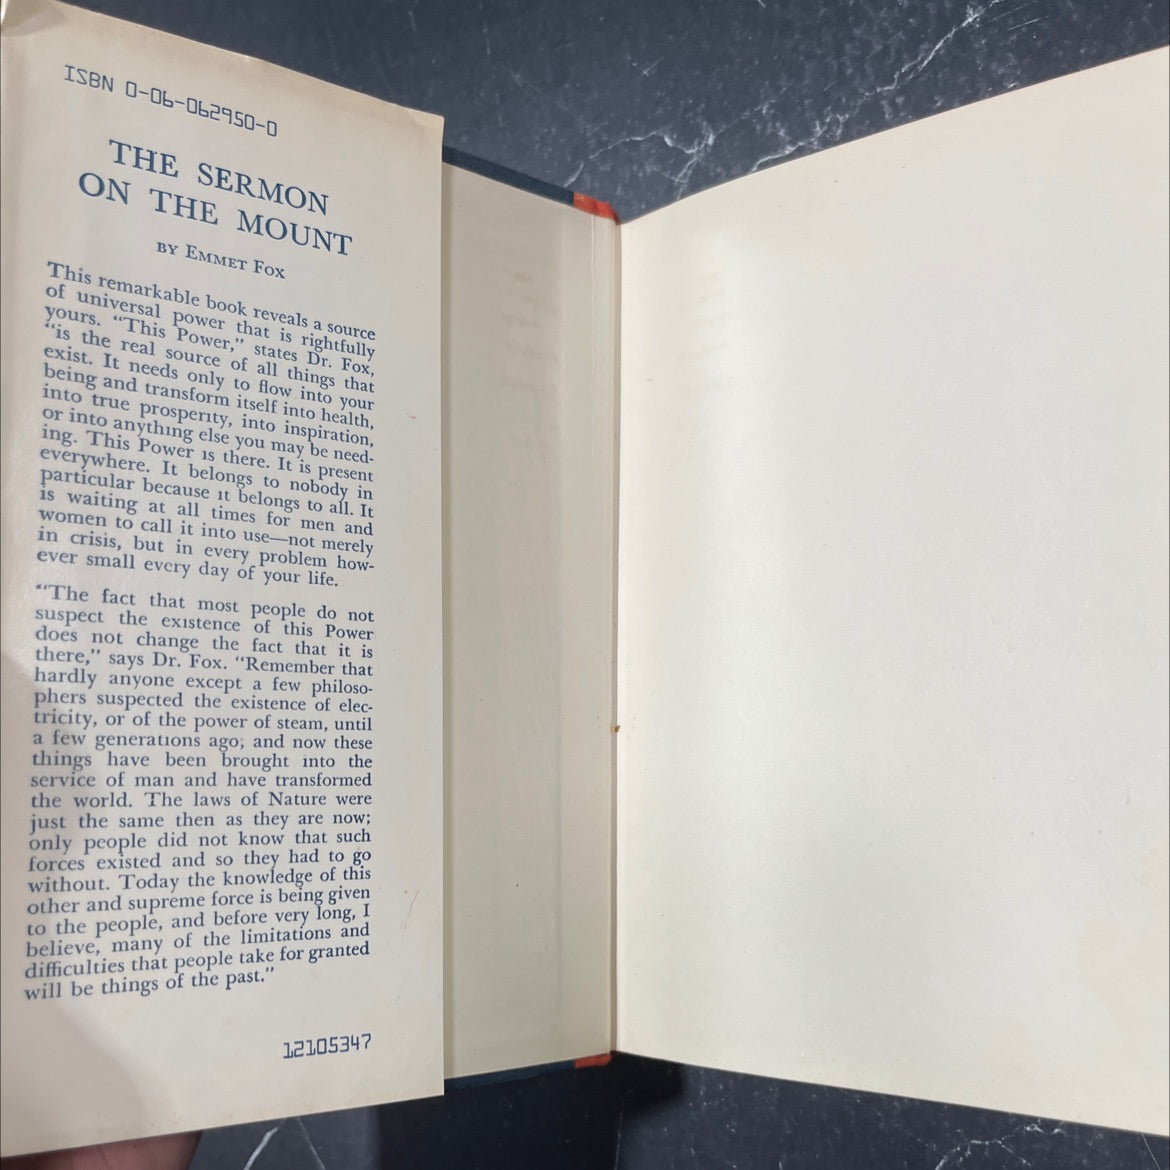 ISBN 0-06-062950-0
THE SERMON
ON THE MOUNT
BY EMMET FOX
This remarkable book reveals a source
of universal power that is rightfully
yours. “This Power,” states Dr. Fox,
“is the real source of all things that
exist. It needs only to flow into your
being and transform itself into health,
into true prosperity, into inspiration,
or into anything else you may be need-
ing. This Power is there. It is present
everywhere. It belongs to nobody in
particular because it belongs to all. It
is waiting at all times for men and
women to call it into use—not merely
in crisis, but in every problem how-
ever small every day of your life.
“The fact that most people do not
suspect the existence of this Power
does not change the fact that it is
there,” says Dr. Fox. “Remember that
hardly anyone except a few philoso-
phers suspected the existence of elec-
tricity, or of the power of steam, until
a few generations ago; and now these
things have been brought into the
service of man and have transformed
the world. The laws of Nature were
just the same then as they are now;
only people did not know that such
forces existed and so they had to go
without. Today the knowledge of this
other and supreme force is being given
to the people, and before very long, I
believe, many of the limitations and
difficulties that people take for granted
will be things of the past.”
12105347